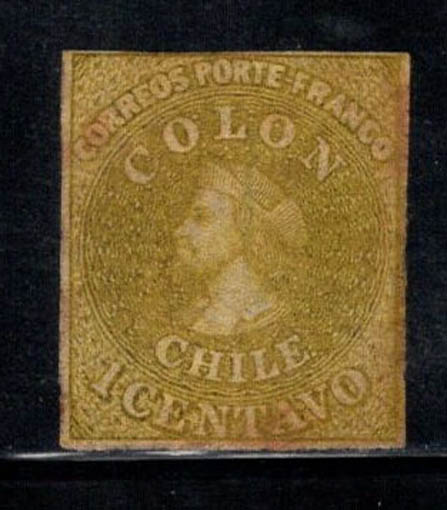 CORREOS PORTE FRANCO
COLON
CHILE
1 CENTAVO